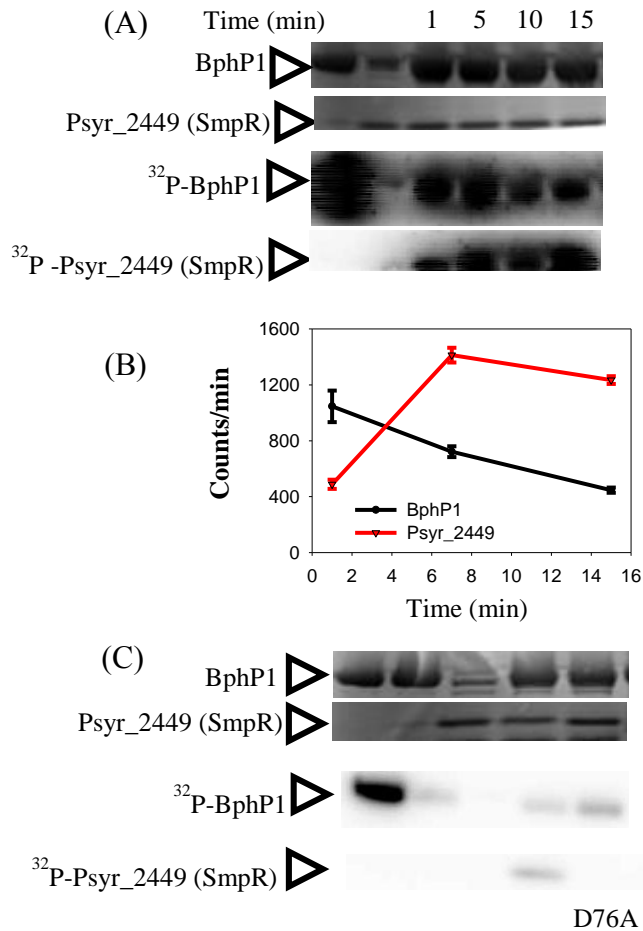 (A) Time (min) 1 5 10 15
BphP1
Psyr_2449 (SmpR)
32P-BphP1
32P -Psyr_2449 (SmpR)
(B)
1600
1200
800
400
0
Counts/min
BphP1
Psyr_2449
0 2 4 6 8 10 12 14 16
Time (min)
(C)
BphP1
Psyr_2449 (SmpR)
32P-BphP1
32P-Psyr_2449 (SmpR)
D76A